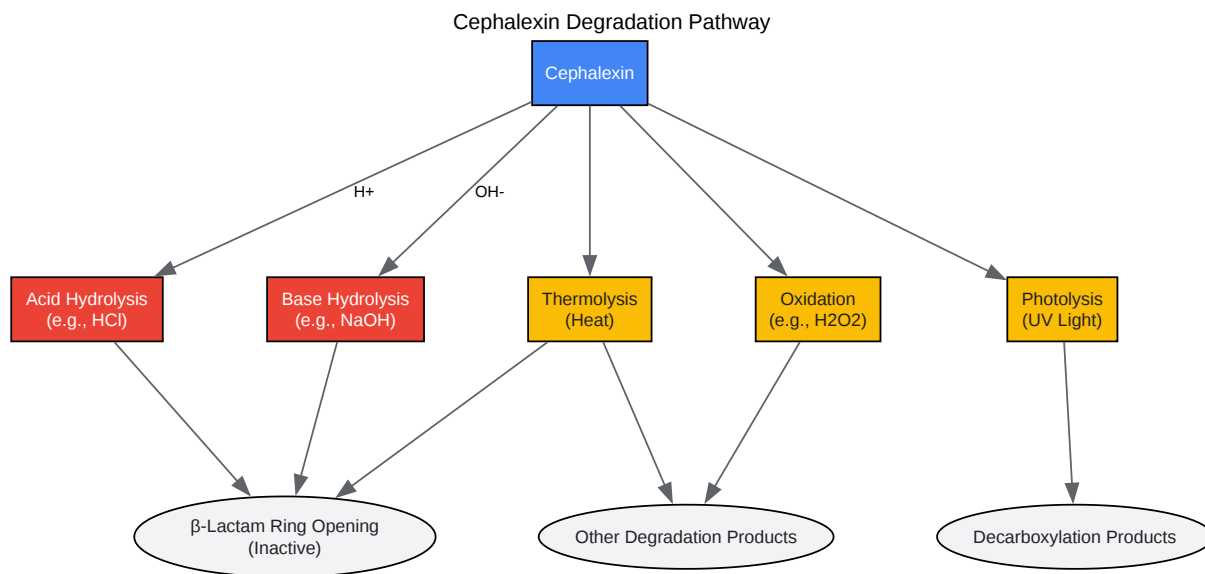 Cephalexin Degradation Pathway
Cephalexin
H+
OH-
Acid Hydrolysis
(e.g., HCl)
Base Hydrolysis
(e.g., NaOH)
Thermolysis
(Heat)
Oxidation
(e.g., H2O2)
Photolysis
(UV Light)
β-Lactam Ring Opening
(Inactive)
Other Degradation Products
Decarboxylation Products